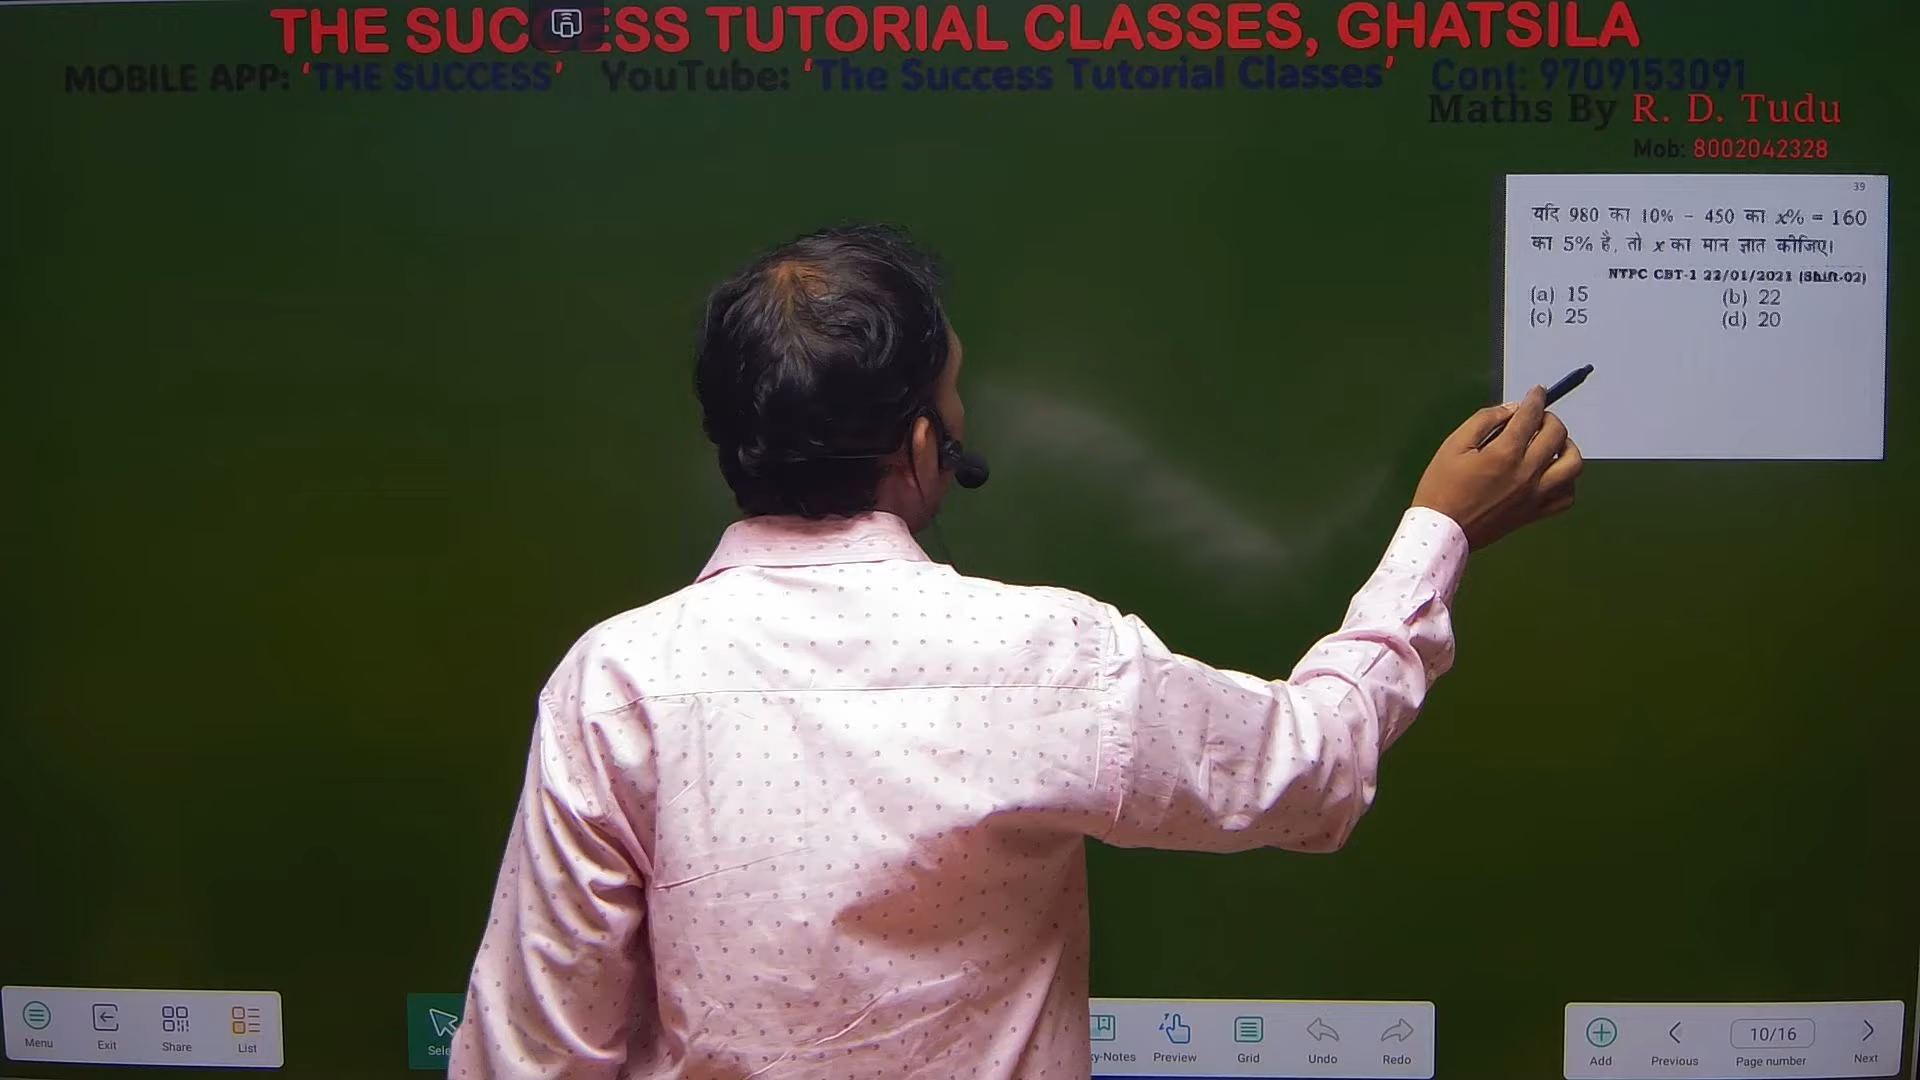 THE SUCCESS TUTORIAL CLASSES, GHATSILA
MOBILE APP: ‘THE SUCCESS’ YouTube: ‘The Success Tutorial Classes’ Cont: 9709153091
Maths By R. D. Tudu
Mob: 8002042328
39
यदि 980 का 10% – 450 का x% = 160
का 5% है, तो x का मान ज्ञात कीजिए।
NTPC CBT-1 22/01/2021 (Shift-02)
(a) 15 (b) 22
(c) 25 (d) 20
Menu Exit Share List
Sele
y-Notes Preview Grid Undo Redo
Add Previous 10/16 Page number Next